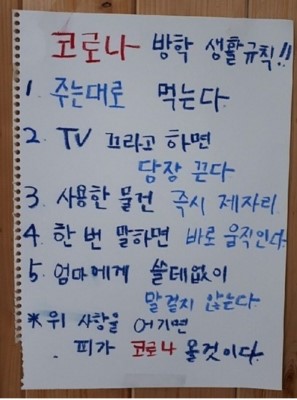 코로나 방학 생활규칙!!
1. 주는대로 먹는다
2. TV 끄라고 하면
당장 끈다
3. 사용한 물건 즉시 제자리
4. 한 번 말하면 바로 움직인다
5. 엄마에게 쓸데없이
말걸지 않는다
*위 사항을 어기면
피가 코로나 올것이다.